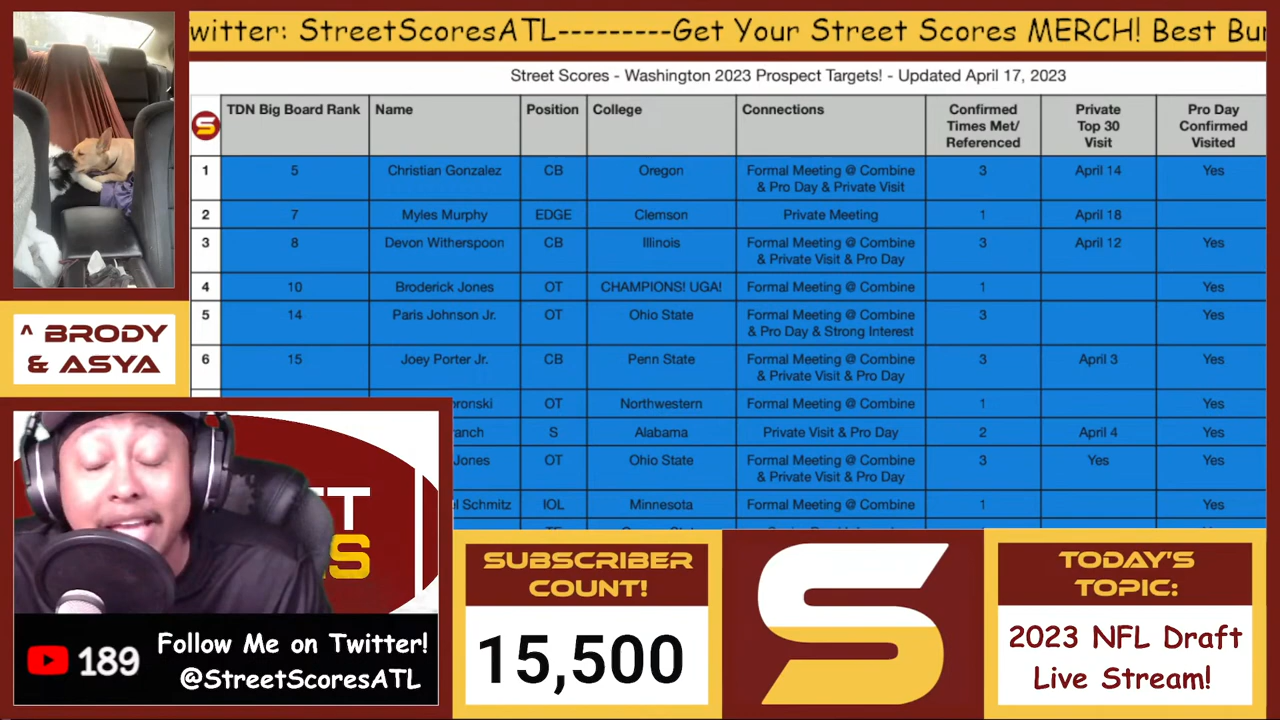 witter: StreetScoresATL---------Get Your Street Scores MERCH! Best Bu
Street Scores - Washington 2023 Prospect Targets! - Updated April 17, 2023
S TDN Big Board Rank Name Position College Connections Confirmed Times Met/ Referenced Private Top 30 Visit Pro Day Confirmed Visited
1 5 Christian Gonzalez CB Oregon Formal Meeting @ Combine & Pro Day & Private Visit 3 April 14 Yes
2 7 Myles Murphy EDGE Clemson Private Meeting 1 April 18
3 8 Devon Witherspoon CB Illinois Formal Meeting @ Combine & Private Visit & Pro Day 3 April 12 Yes
4 10 Broderick Jones OT CHAMPIONS! UGA! Formal Meeting @ Combine 1 Yes
5 14 Paris Johnson Jr. OT Ohio State Formal Meeting @ Combine & Pro Day & Strong Interest 3 Yes
6 15 Joey Porter Jr. CB Penn State Formal Meeting @ Combine & Private Visit & Pro Day 3 April 3 Yes
oronski OT Northwestern Formal Meeting @ Combine 1 Yes
ranch S Alabama Private Visit & Pro Day 2 April 4 Yes
Jones OT Ohio State Formal Meeting @ Combine & Private Visit & Pro Day 3 Yes Yes
Schmitz IOL Minnesota Formal Meeting @ Combine 1 Yes
^ BRODY
& ASYA
189 Follow Me on Twitter!
@StreetScoresATL
SUBSCRIBER
COUNT!
15,500
S
TODAY'S
TOPIC:
2023 NFL Draft
Live Stream!